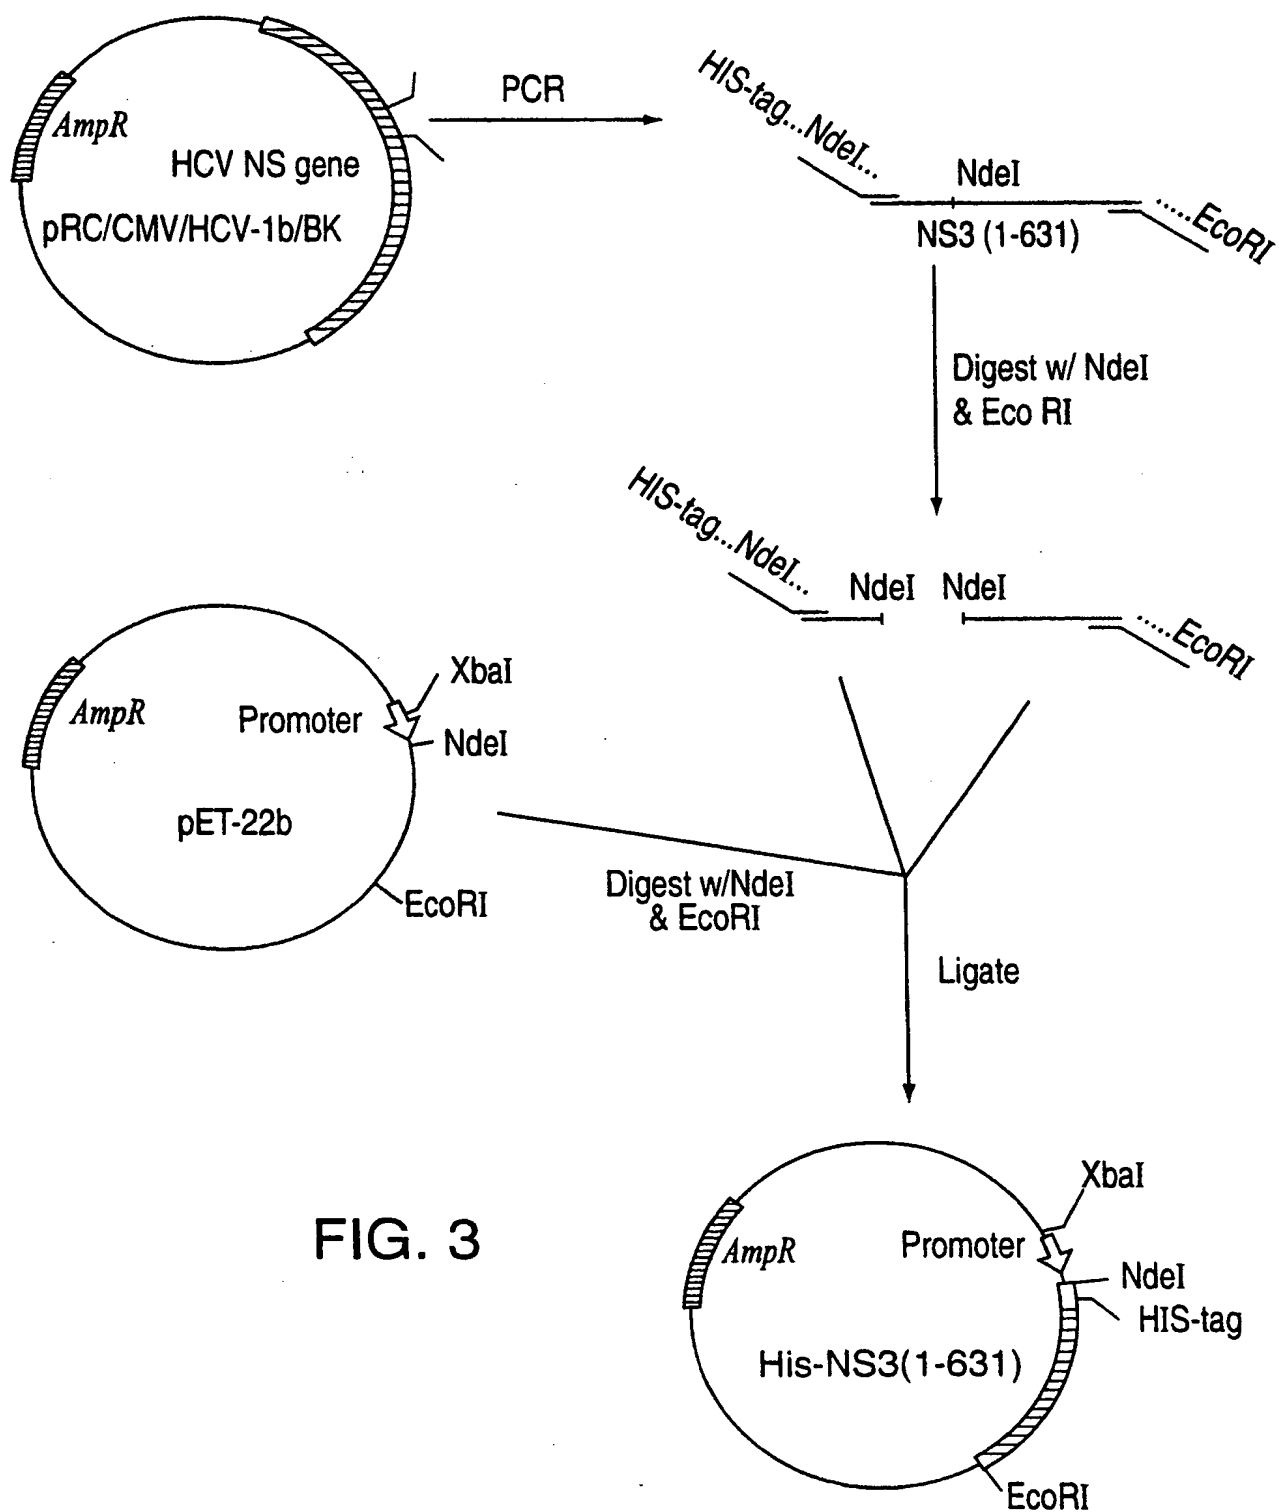 PCR
HIS-tag...NdeI...
AmpR
HCV NS gene
pRC/CMV/HCV-1b/BK
NdeI
NS3 (1-631)
.....EcoRI
Digest w/ NdeI
& Eco RI
HIS-tag...NdeI...
NdeI NdeI
.....EcoRI
XbaI
AmpR
Promoter
NdeI
pET-22b
EcoRI
Digest w/NdeI
& EcoRI
Ligate
FIG. 3
XbaI
AmpR
Promoter
NdeI
HIS-tag
His-NS3(1-631)
EcoRI